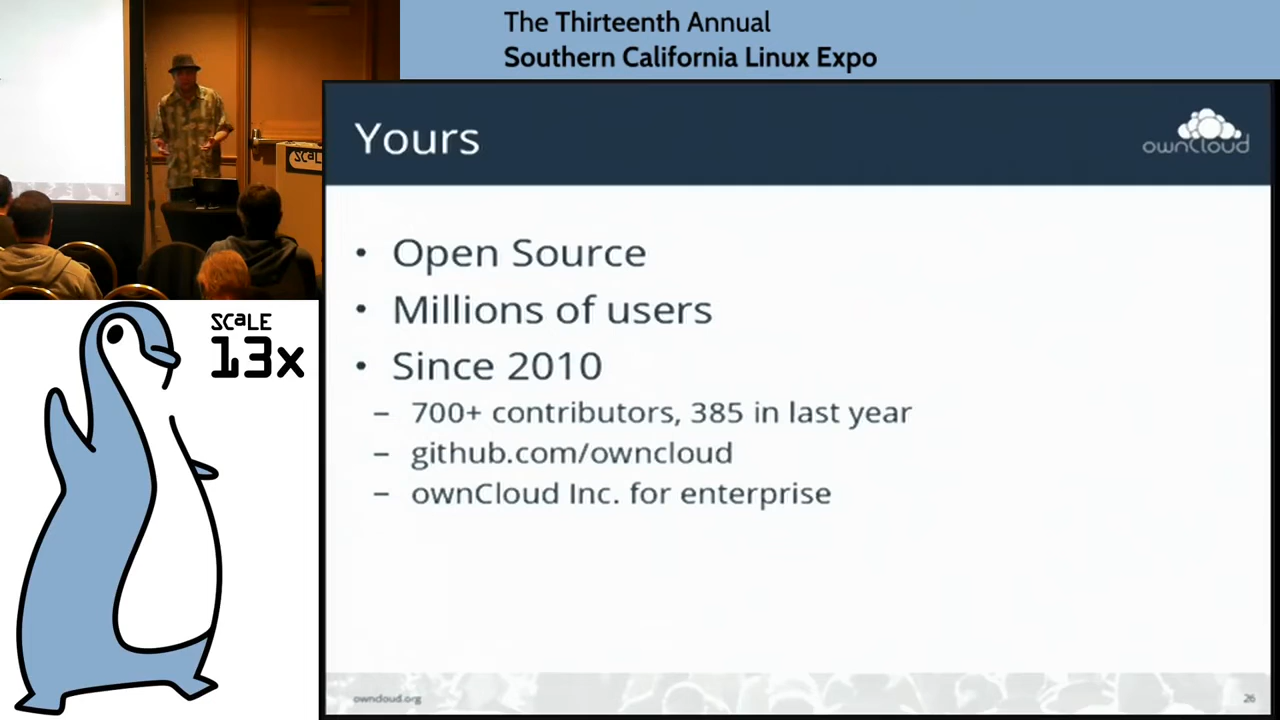 The Thirteenth Annual
Southern California Linux Expo
SCaLE
Yours
ownCloud
• Open Source
• Millions of users
• Since 2010
– 700+ contributors, 385 in last year
– github.com/owncloud
– ownCloud Inc. for enterprise
SCaLE
13x
owncloud.org
26